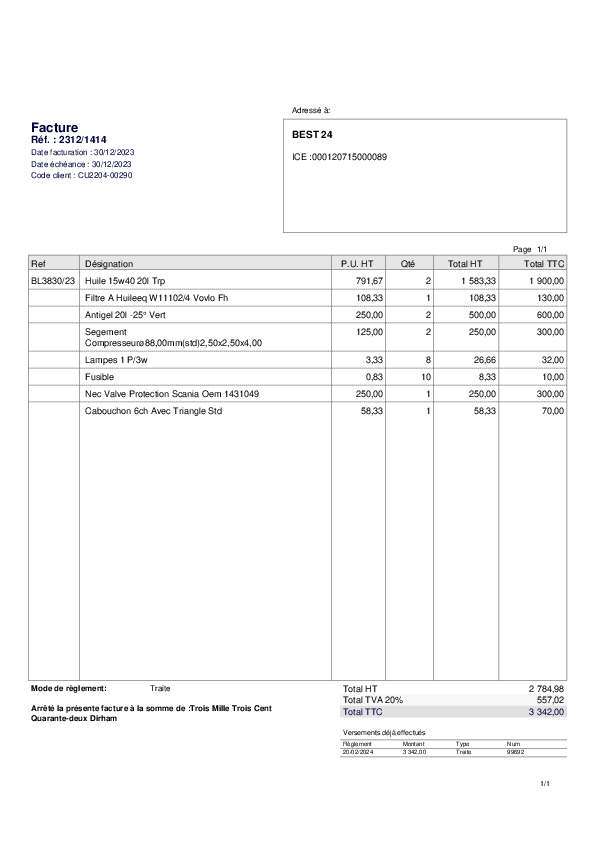 Adressé à:
Facture
Réf. : 2312/1414
Date facturation : 30/12/2023
Date échéance : 30/12/2023
Code client : CU2204-00290
BEST 24
ICE :000120715000089
Page 1/1
Ref Désignation P.U. HT Qté Total HT Total TTC
BL3830/23 Huile 15w40 20l Trp 791,67 2 1 583,33 1 900,00
Filtre A Huileeq W11102/4 Vovlo Fh 108,33 1 108,33 130,00
Antigel 20l -25° Vert 250,00 2 500,00 600,00
Segement 125,00 2 250,00 300,00
Compresseurø88,00mm(std)2,50x2,50x4,00
Lampes 1 P/3w 3,33 8 26,66 32,00
Fusible 0,83 10 8,33 10,00
Nec Valve Protection Scania Oem 1431049 250,00 1 250,00 300,00
Cabouchon 6ch Avec Triangle Std 58,33 1 58,33 70,00
Mode de règlement: Traite
Arrêté la présente facture à la somme de :Trois Mille Trois Cent
Quarante-deux Dirham
Total HT 2 784,98
Total TVA 20% 557,02
Total TTC 3 342,00
Versements déjà effectués
Règlement Montant Type Num
20/02/2024 3 342,00 Traite 99692
1/1